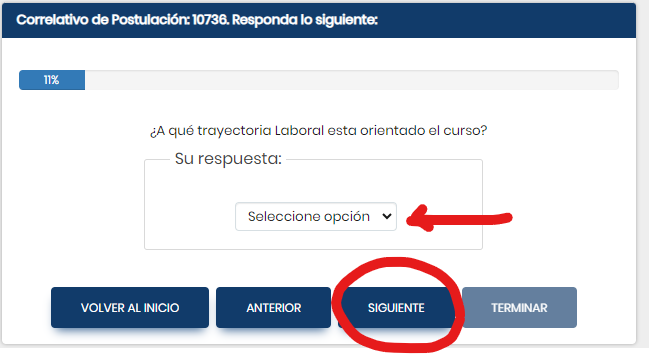 Correlativo de Postulación: 10736. Responda lo siguiente:
11%
¿A qué trayectoria Laboral esta orientado el curso?
Su respuesta:
Seleccione opción
VOLVER AL INICIO
ANTERIOR
SIGUIENTE
TERMINAR